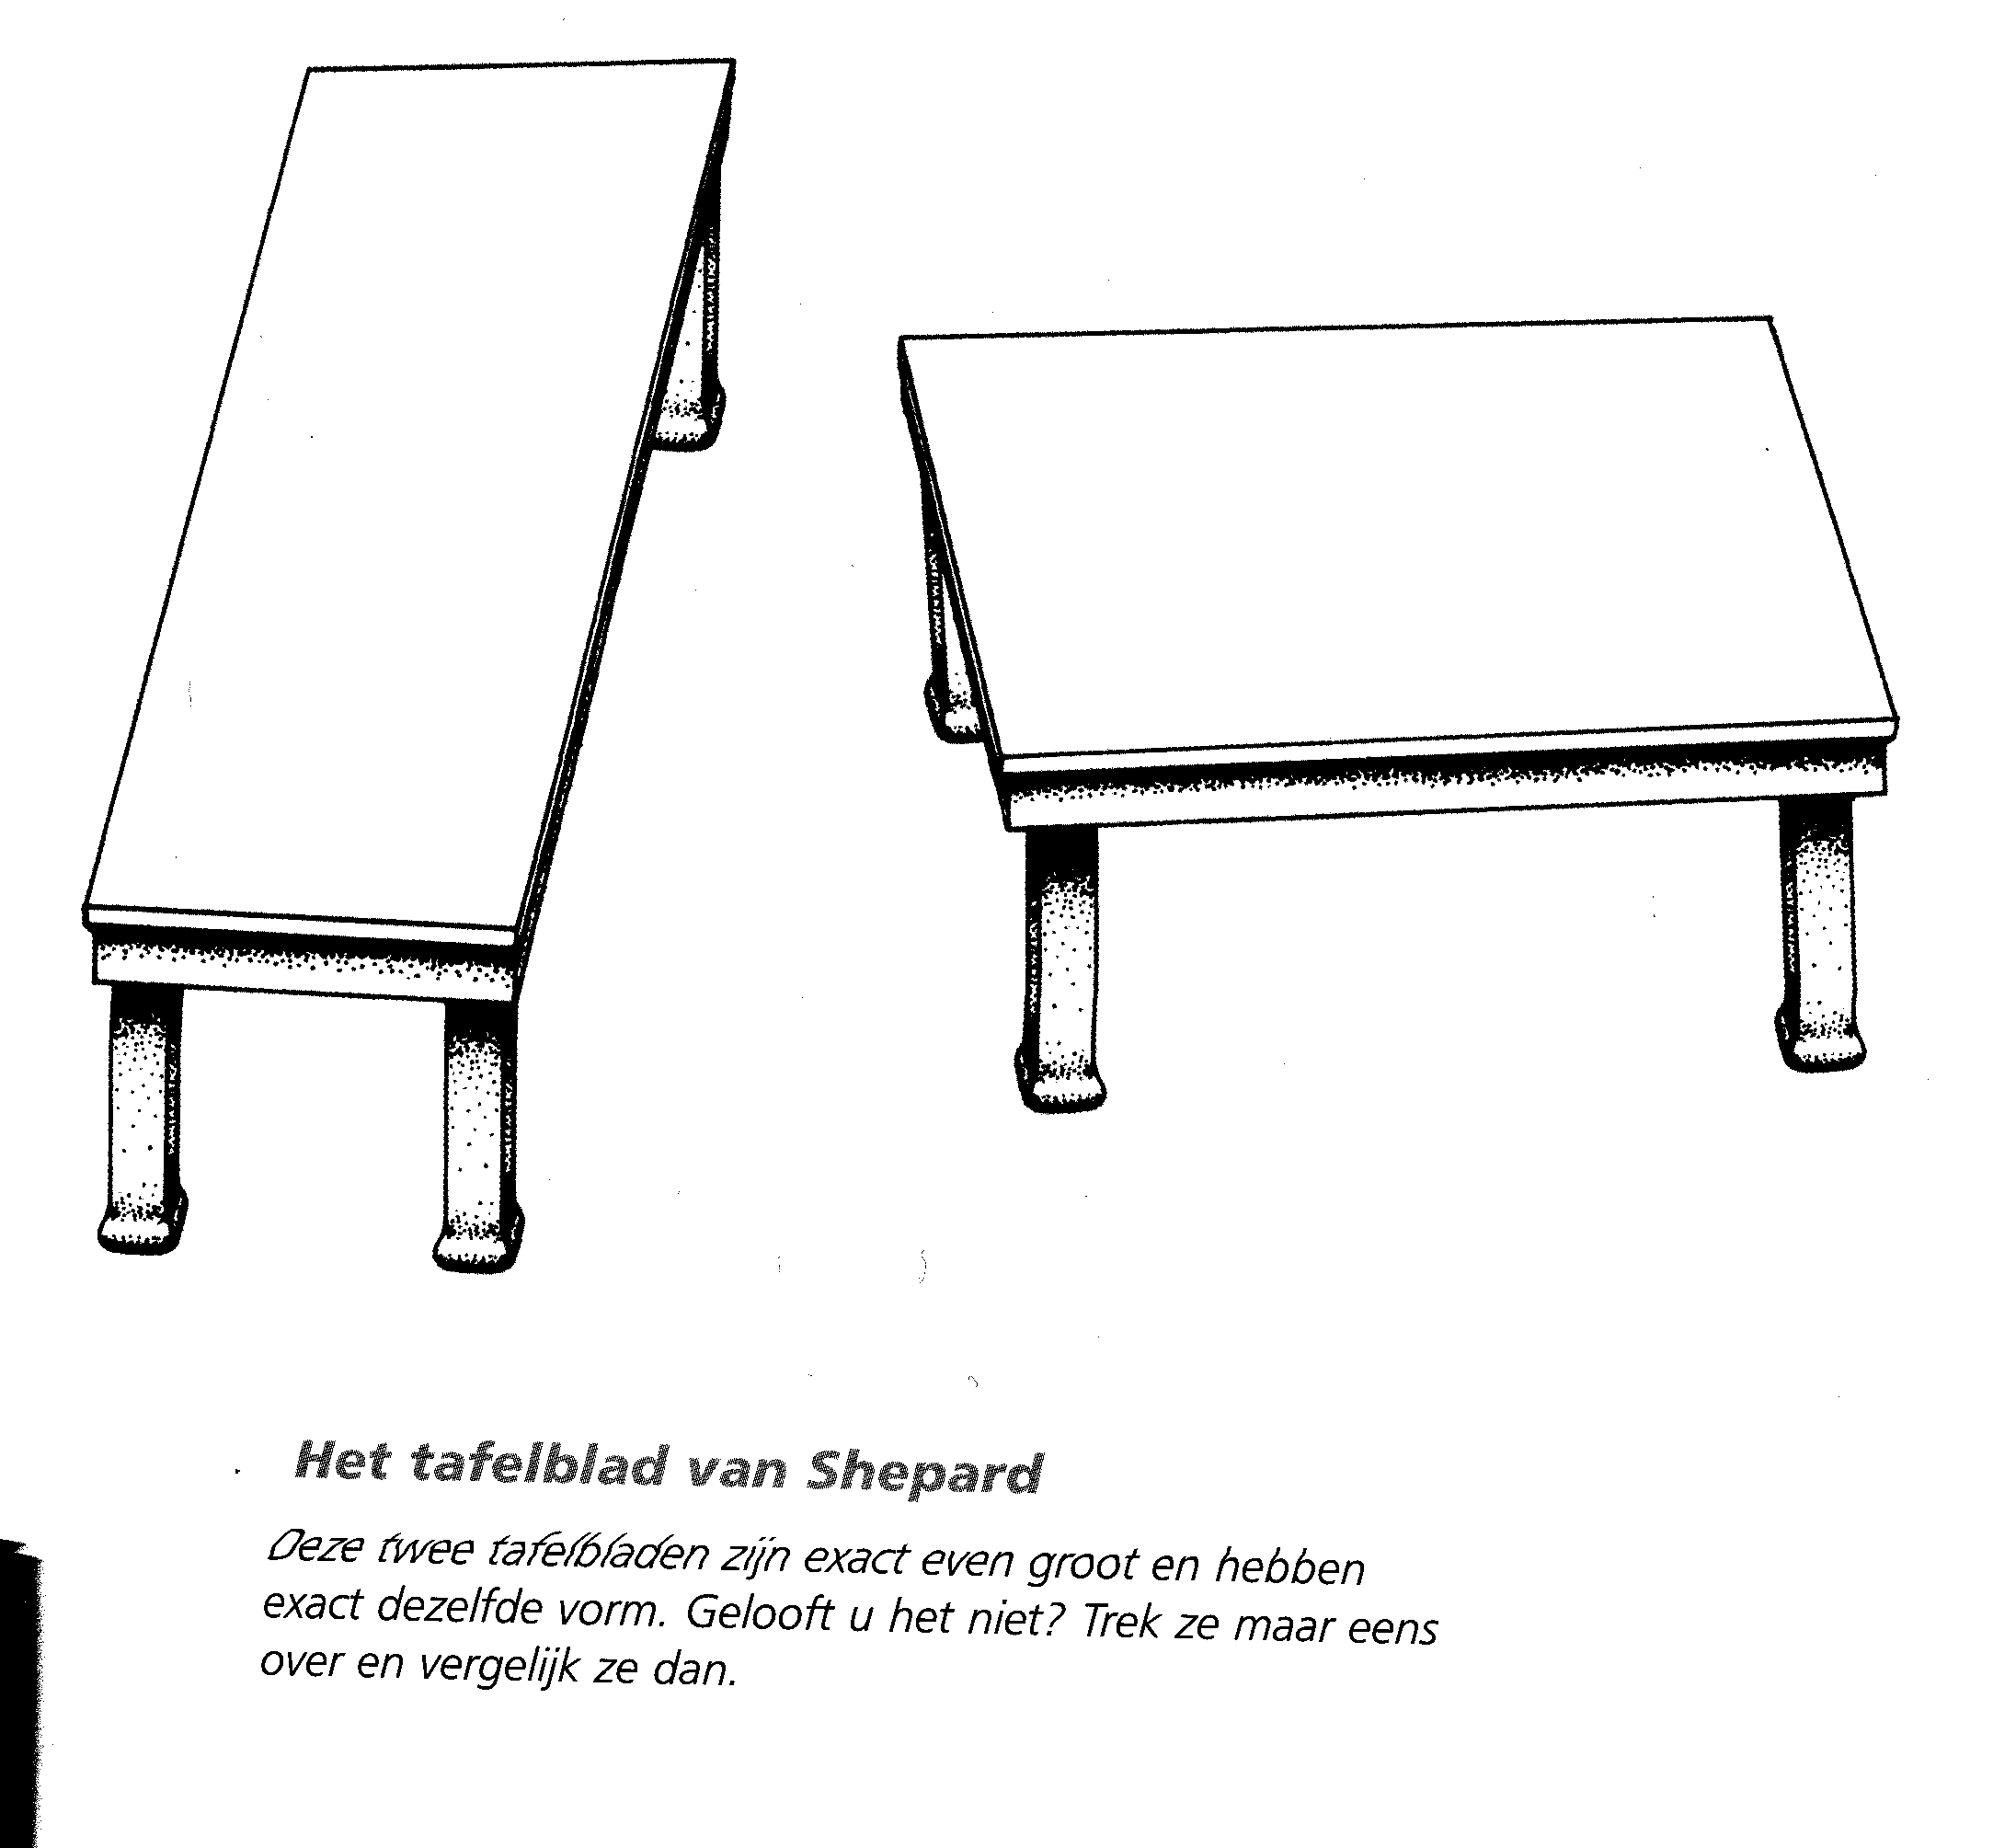 Het tafelblad van Shepard
Deze twee tafelbladen zijn exact even groot en hebben
exact dezelfde vorm. Gelooft u het niet? Trek ze maar eens
over en vergelijk ze dan.